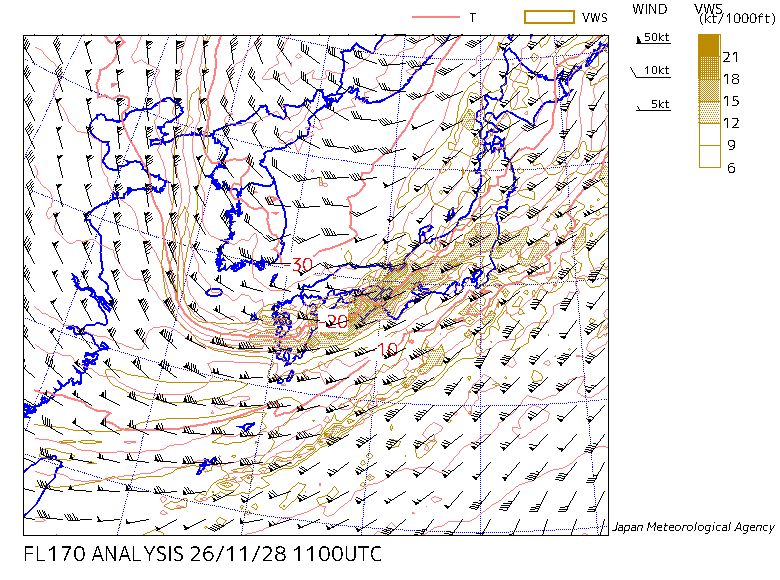 T VWS
WIND
50kt
10kt
5kt
VWS
(kt/1000ft)
21
18
15
12
9
6
30
-20
-10
Japan Meteorological Agency
FL170 ANALYSIS 26/11/28 1100UTC